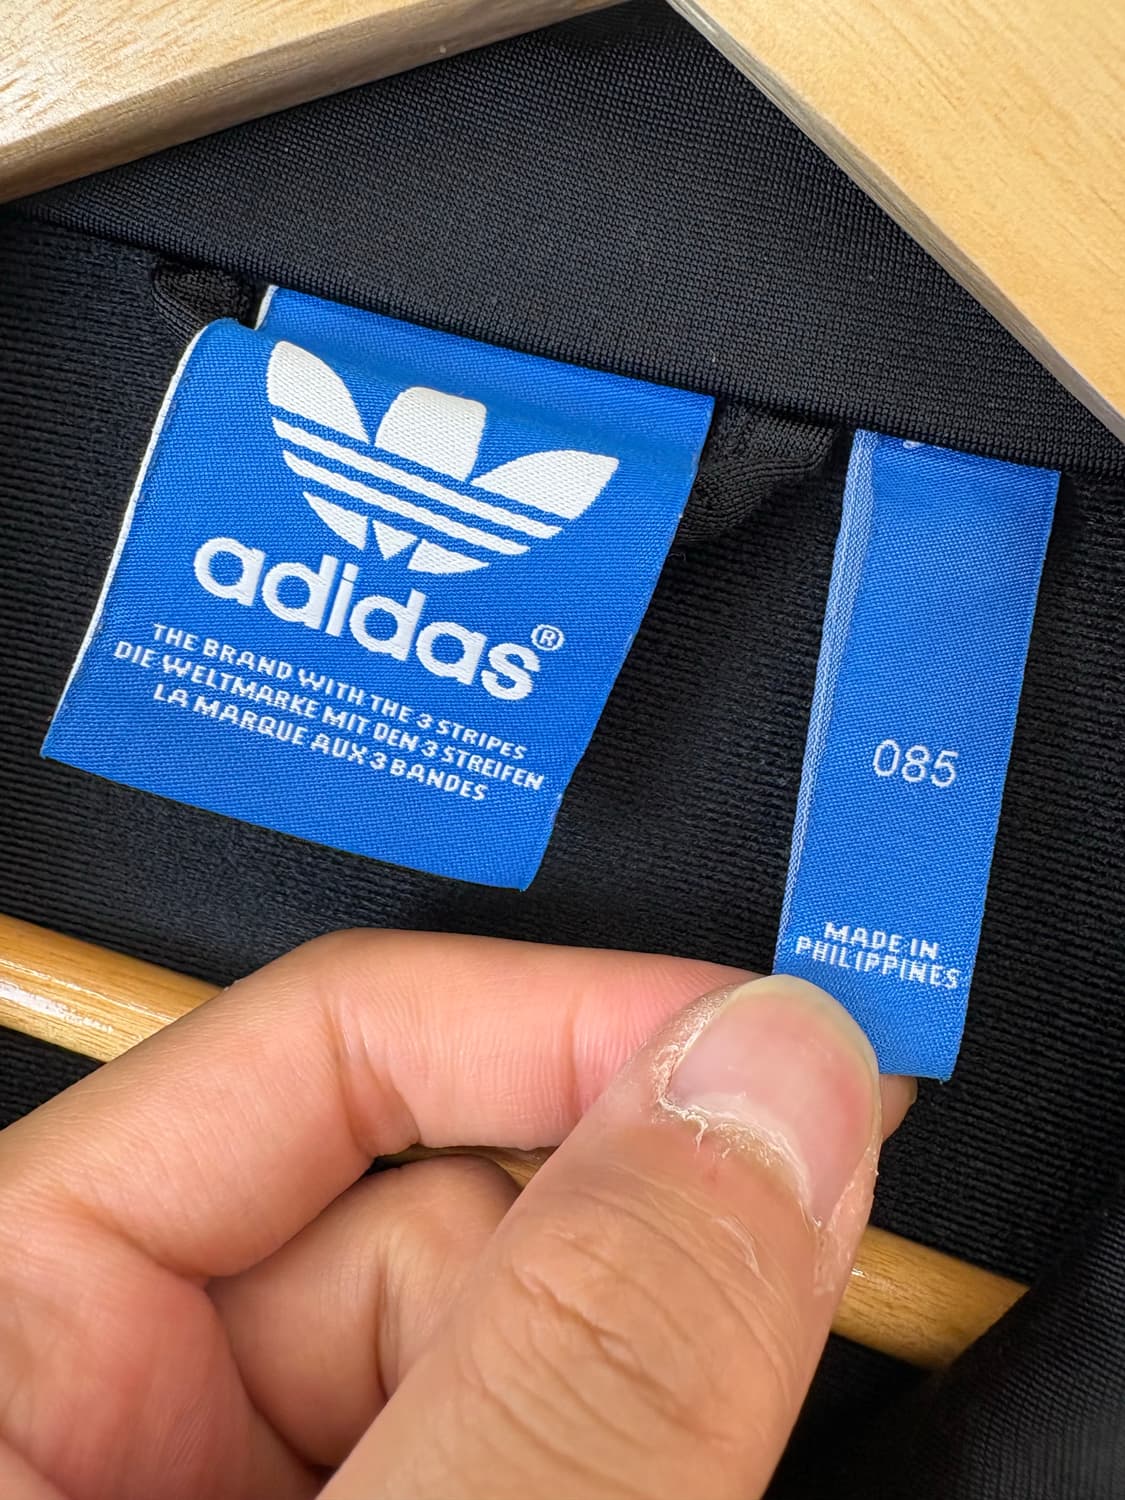 adidas®
THE BRAND WITH THE 3 STRIPES
DIE WELTMARKE MIT DEN 3 STREIFEN
LA MARQUE AUX 3 BANDES
085
MADE IN
PHILIPPINES